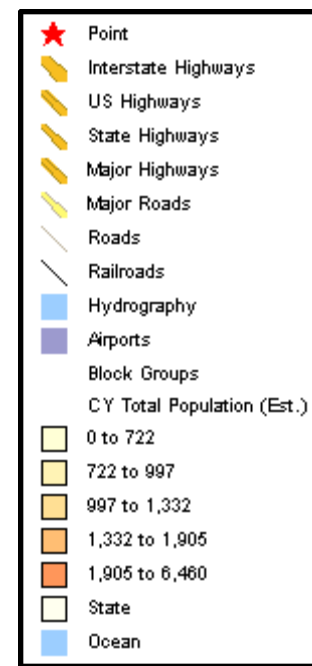 Point
Interstate Highways
US Highways
State Highways
Major Highways
Major Roads
Roads
Railroads
Hydrography
Airports
Block Groups
CY Total Population (Est.)
0 to 722
722 to 997
997 to 1,332
1,332 to 1,905
1,905 to 6,460
State
Ocean